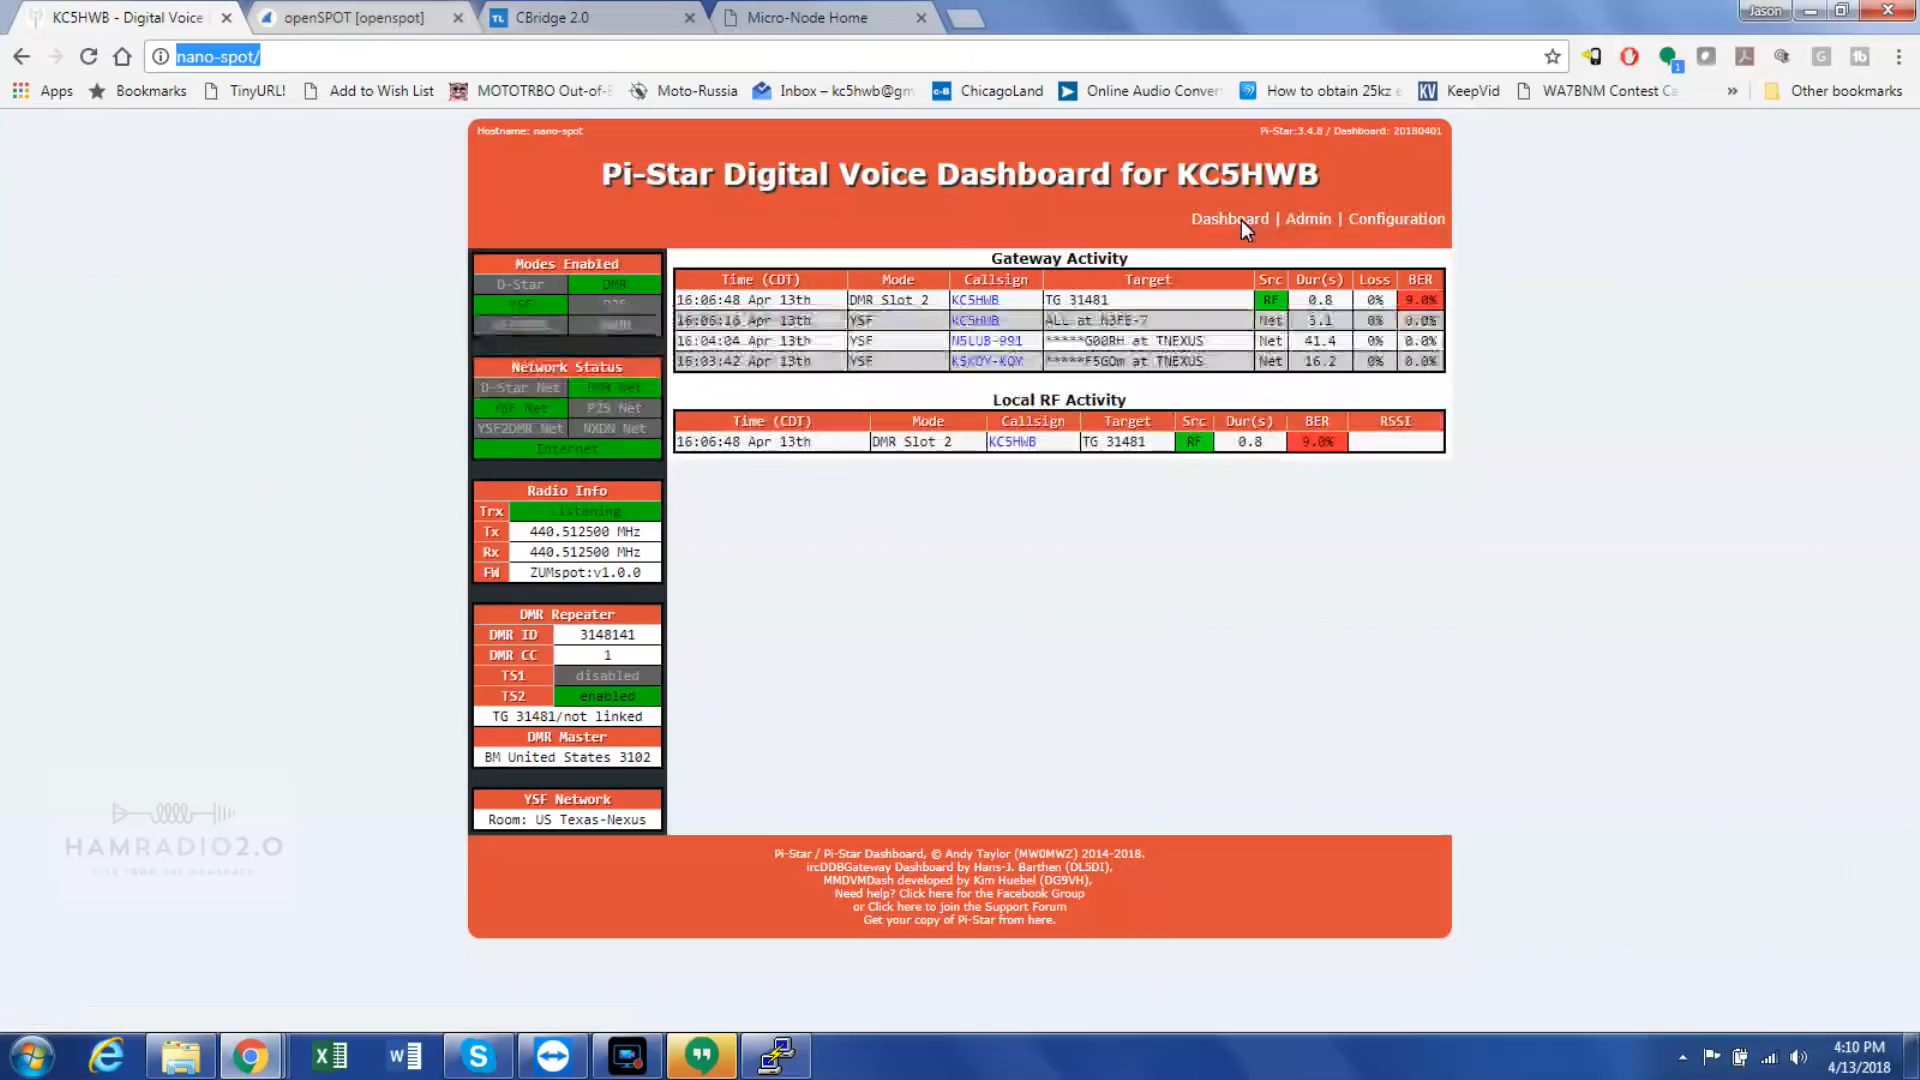 KC5HWB - Digital Voice
openSPOT [openspot]
CBridge 2.0
Micro-Node Home
Jason
nano-spot/
Apps
Bookmarks
TinyURL!
Add to Wish List
MOTOTRBO Out-of-
Moto-Russia
Inbox – kc5hwb@gm
ChicagoLand
Online Audio Conver
How to obtain 25kz e
KeepVid
WA7BNM Contest Ca
»
Other bookmarks
Hostname: nano-spot
Pi-Star:3.4.8 / Dashboard: 20180401
Pi-Star Digital Voice Dashboard for KC5HWB
Dashboard | Admin | Configuration
Modes Enabled
D-Star DMR
YSF P25
Network Status
D-Star Net DMR Net
YSF Net P25 Net
YSF2DMR Net NXDN Net
Internet
Radio Info
Trx Listening
Tx 440.512500 MHz
Rx 440.512500 MHz
FW ZUMspot:v1.0.0
DMR Repeater
DMR ID 3148141
DMR CC 1
TS1 disabled
TS2 enabled
TG 31481/not linked
DMR Master
BM United States 3102
YSF Network
Room: US Texas-Nexus
Gateway Activity
Time (CDT) Mode Callsign Target Src Dur(s) Loss BER
16:06:48 Apr 13th DMR Slot 2 KC5HWB TG 31481 RF 0.8 0% 9.0%
16:06:16 Apr 13th YSF KC5HWB ALL at N3FE-7 Net 5.1 0% 0.0%
16:04:04 Apr 13th YSF N5LUB-991 *****G00RH at TNEXUS Net 41.4 0% 0.0%
16:03:42 Apr 13th YSF K5KOY-KOY *****F5GOm at TNEXUS Net 16.2 0% 0.0%
Local RF Activity
Time (CDT) Mode Callsign Target Src Dur(s) BER RSSI
16:06:48 Apr 13th DMR Slot 2 KC5HWB TG 31481 RF 0.8 9.0%
HAMRADIO2.O
LIVE FROM THE HAMSHACK
Pi-Star / Pi-Star Dashboard, © Andy Taylor (MW0MWZ) 2014-2018.
ircDDBGateway Dashboard by Hans-J. Barthen (DL5DI),
MMDVMDash developed by Kim Huebel (DG9VH),
Need help? Click here for the Facebook Group
or Click here to join the Support Forum
Get your copy of Pi-Star from here.
4:10 PM
4/13/2018